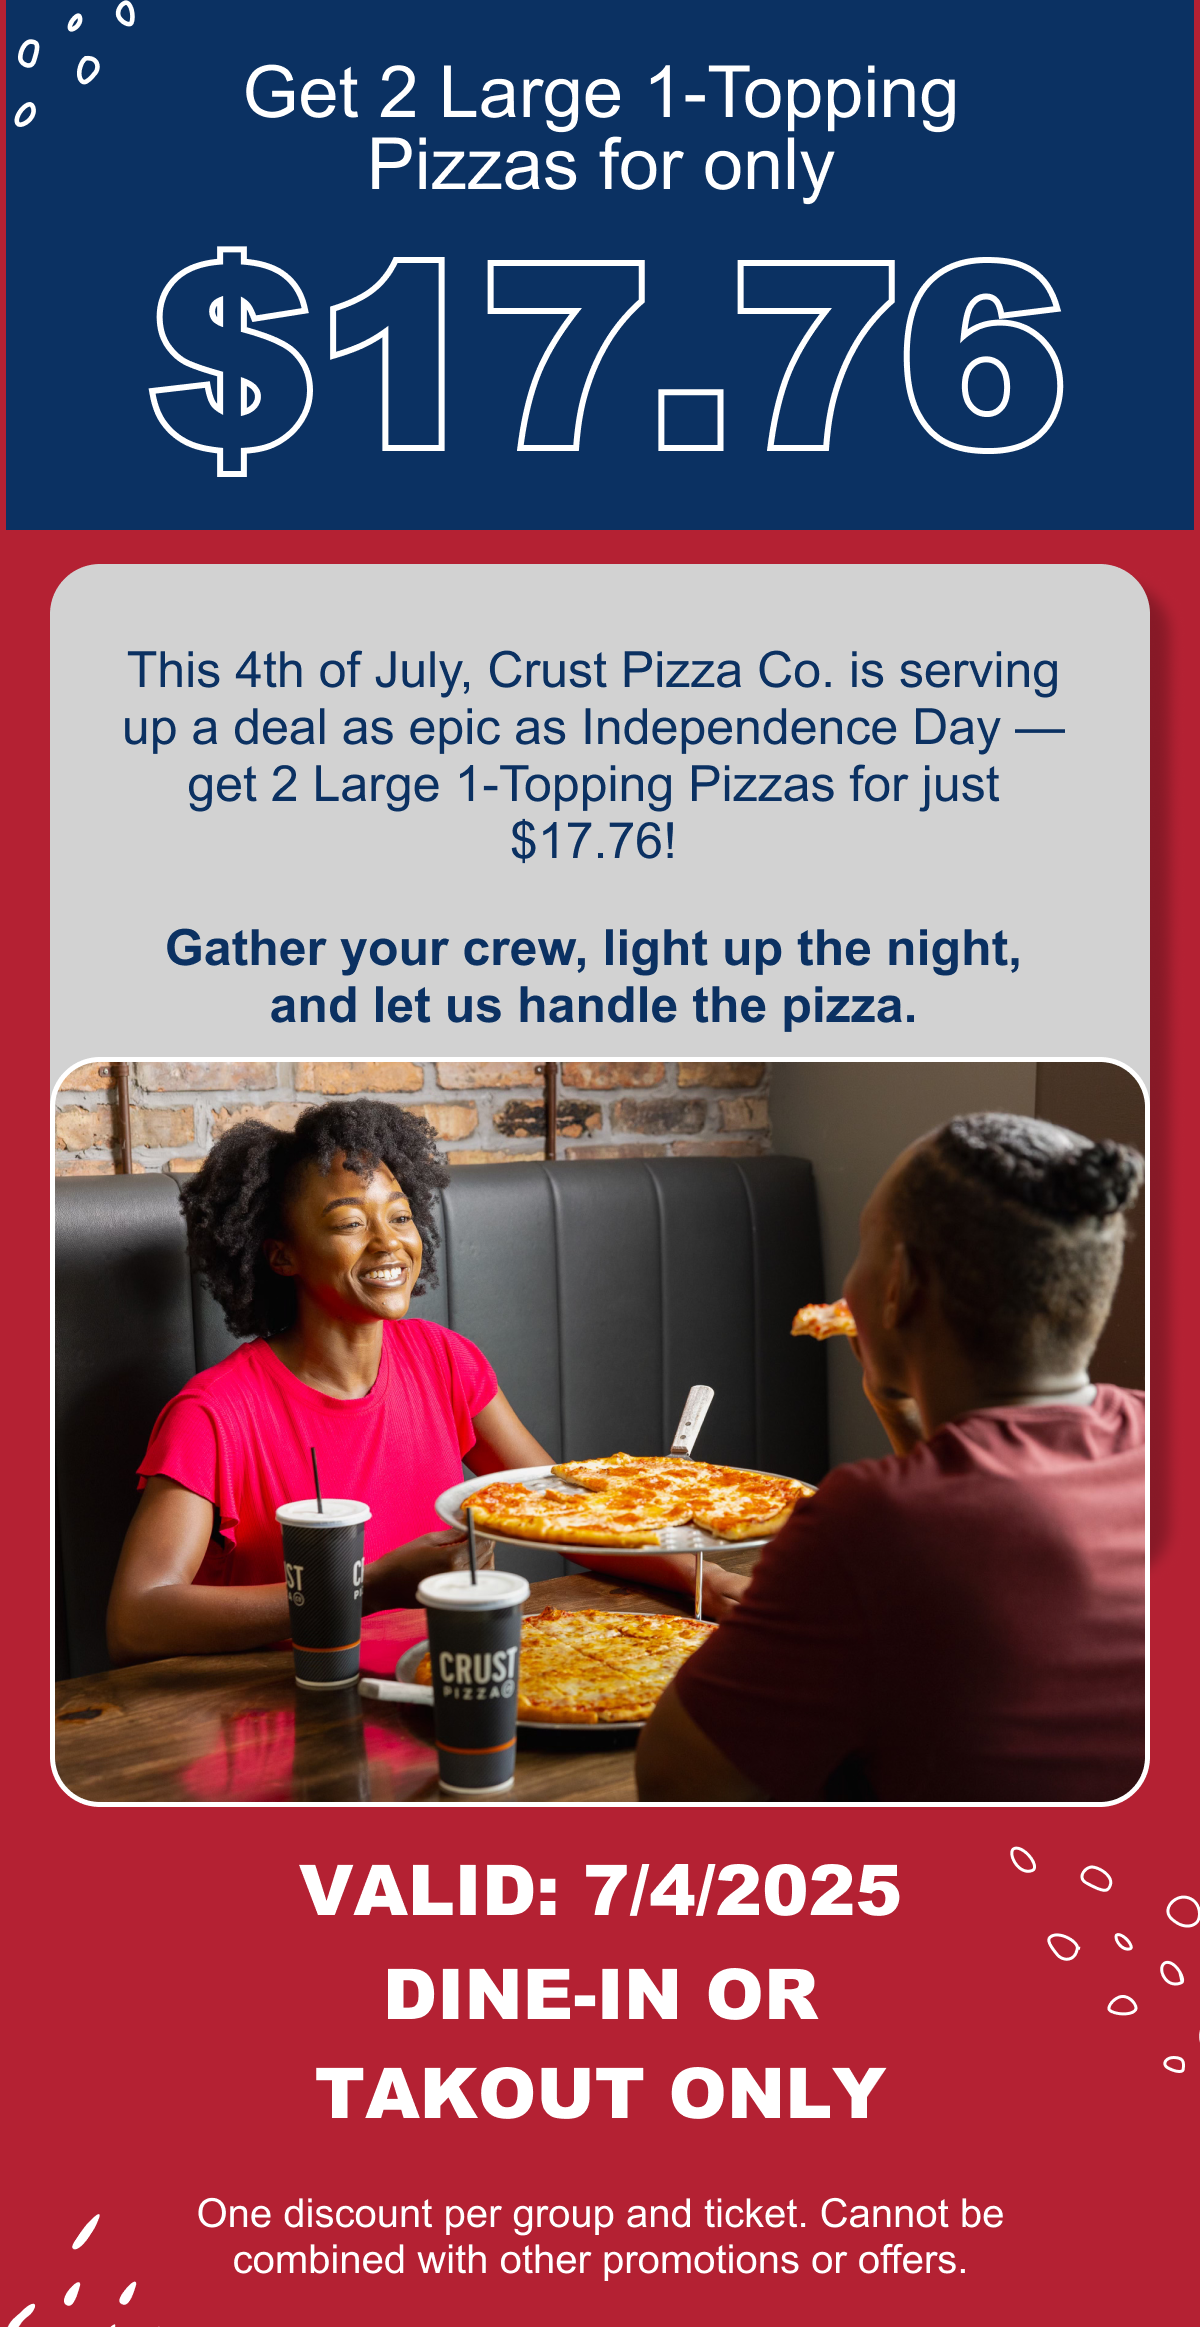 Get 2 Large 1-Topping
Pizzas for only
$17.76
This 4th of July, Crust Pizza Co. is serving
up a deal as epic as Independence Day —
get 2 Large 1-Topping Pizzas for just
$17.76!
Gather your crew, light up the night,
and let us handle the pizza.
CRUST
PIZZA
VALID: 7/4/2025
DINE-IN OR
TAKOUT ONLY
One discount per group and ticket. Cannot be
combined with other promotions or offers.